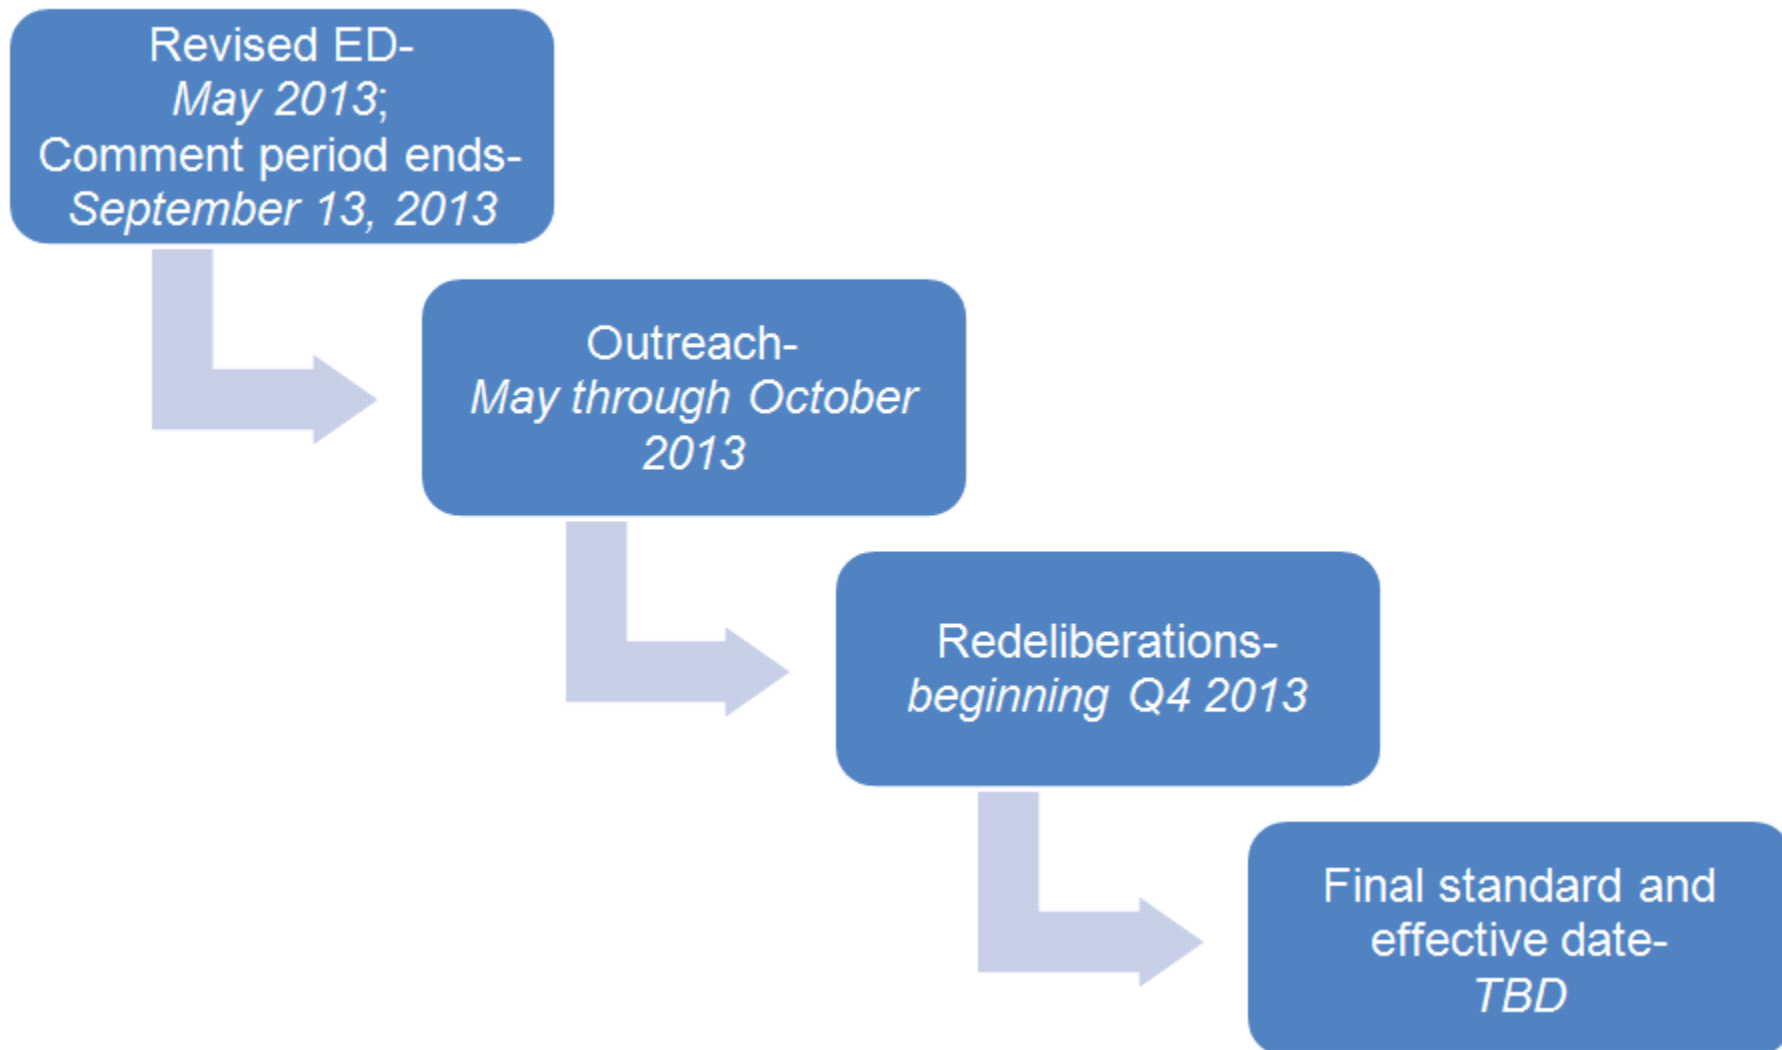 Revised ED-
May 2013;
Comment period ends-
September 13, 2013
Outreach-
May through October
2013
Redeliberations-
beginning Q4 2013
Final standard and
effective date-
TBD